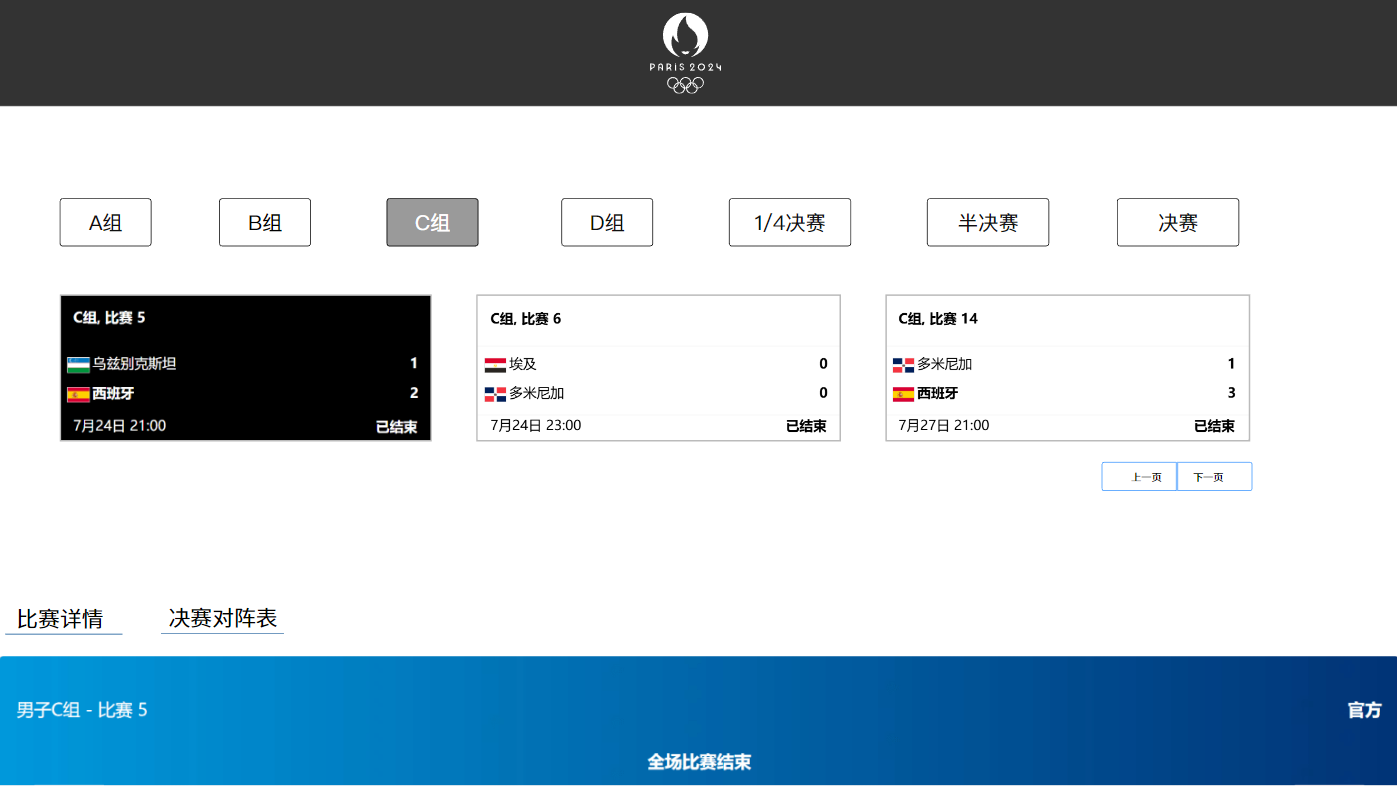 PARIS 2024
A组
B组
C组
D组
1/4决赛
半决赛
决赛
C组, 比赛 5
乌兹别克斯坦 1
西班牙 2
7月24日 21:00 已结束
C组, 比赛 6
埃及 0
多米尼加 0
7月24日 23:00 已结束
C组, 比赛 14
多米尼加 1
西班牙 3
7月27日 21:00 已结束
上一页 下一页
比赛详情 决赛对阵表
男子C组 - 比赛 5 官方
全场比赛结束